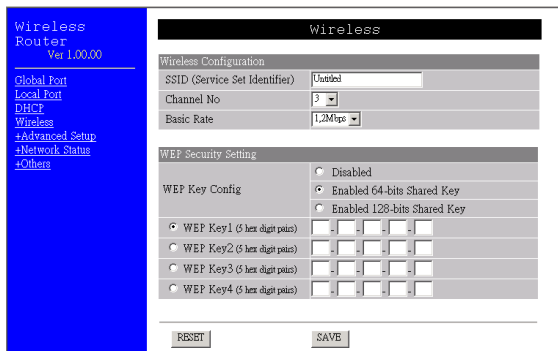 Wireless
Router
Ver 1.00.00
Global Port
Local Port
DHCP
Wireless
+Advanced Setup
+Network Status
+Others
Wireless
Wireless Configuration
SSID (Service Set Identifier) Untitled
Channel No 3
Basic Rate 1,2Mbps
WEP Security Setting
WEP Key Config
Disabled
Enabled 64-bits Shared Key
Enabled 128-bits Shared Key
WEP Key1 (5 hex digit pairs) - - - -
WEP Key2 (5 hex digit pairs) - - - -
WEP Key3 (5 hex digit pairs) - - - -
WEP Key4 (5 hex digit pairs) - - - -
RESET SAVE